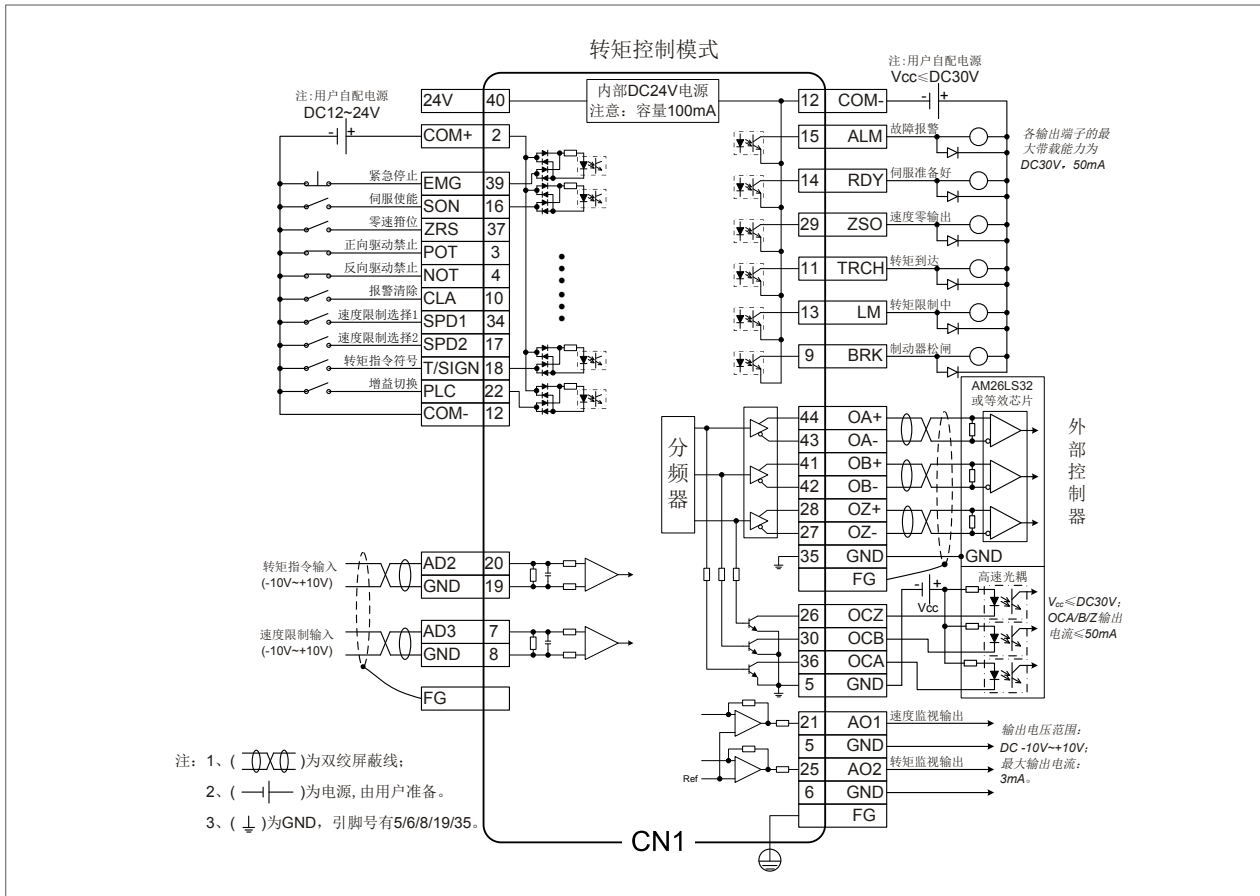 转矩控制模式
注:用户自配电源
DC12~24V
- +
24V 40
COM+ 2
紧急停止 EMG 39
伺服使能 SON 16
零速箝位 ZRS 37
正向驱动禁止 POT 3
反向驱动禁止 NOT 4
报警清除 CLA 10
速度限制选择1 SPD1 34
速度限制选择2 SPD2 17
转矩指令符号 T/SIGN 18
增益切换 PLC 22
COM- 12
内部DC24V电源
注意：容量100mA
注:用户自配电源
Vcc≤DC30V
12 COM- - +
15 ALM 故障报警
14 RDY 伺服准备好
29 ZSO 速度零输出
11 TRCH 转矩到达
13 LM 转矩限制中
9 BRK 制动器松闸
各输出端子的最
大带载能力为
DC30V，50mA
分频器
44 OA+
43 OA-
41 OB+
42 OB-
28 OZ+
27 OZ-
35 GND
FG
AM26LS32
或等效芯片
GND
外部控制器
转矩指令输入
(-10V~+10V)
AD2 20
GND 19
速度限制输入
(-10V~+10V)
AD3 7
GND 8
FG
26 OCZ
30 OCB
36 OCA
5 GND
- +
Vcc
高速光耦
Vcc≤DC30V；
OCA/B/Z输出
电流≤50mA
21 AO1 速度监视输出
5 GND
25 AO2 转矩监视输出
6 GND
FG
Ref
输出电压范围：
DC -10V~+10V；
最大输出电流：
3mA。
注：1、( )为双绞屏蔽线；
2、( )为电源,由用户准备。
3、( )为GND，引脚号有5/6/8/19/35。
CN1